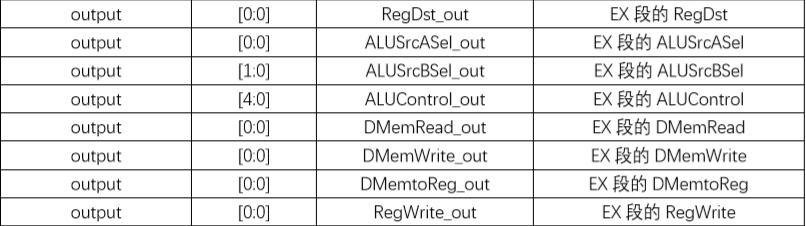 output [0:0] RegDst_out EX 段的 RegDst
output [0:0] ALUSrcASel_out EX 段的 ALUSrcASel
output [1:0] ALUSrcBSel_out EX 段的 ALUSrcBSel
output [4:0] ALUControl_out EX 段的 ALUControl
output [0:0] DMemRead_out EX 段的 DMemRead
output [0:0] DMemWrite_out EX 段的 DMemWrite
output [0:0] DMemtoReg_out EX 段的 DMemtoReg
output [0:0] RegWrite_out EX 段的 RegWrite